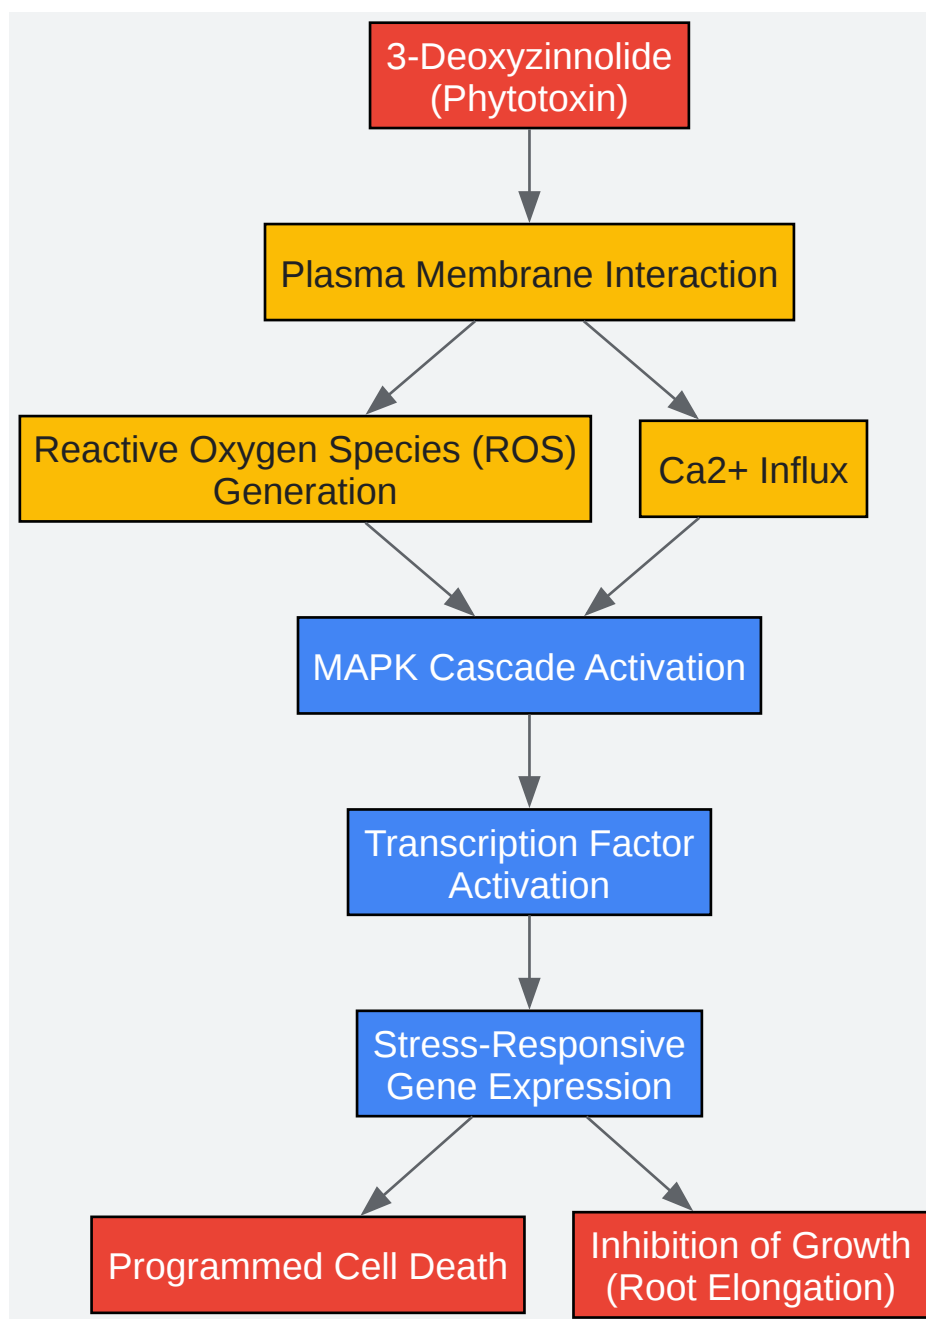 3-Deoxyzinnolide
(Phytotoxin)
Plasma Membrane Interaction
Reactive Oxygen Species (ROS)
Generation
Ca2+ Influx
MAPK Cascade Activation
Transcription Factor
Activation
Stress-Responsive
Gene Expression
Programmed Cell Death
Inhibition of Growth
(Root Elongation)